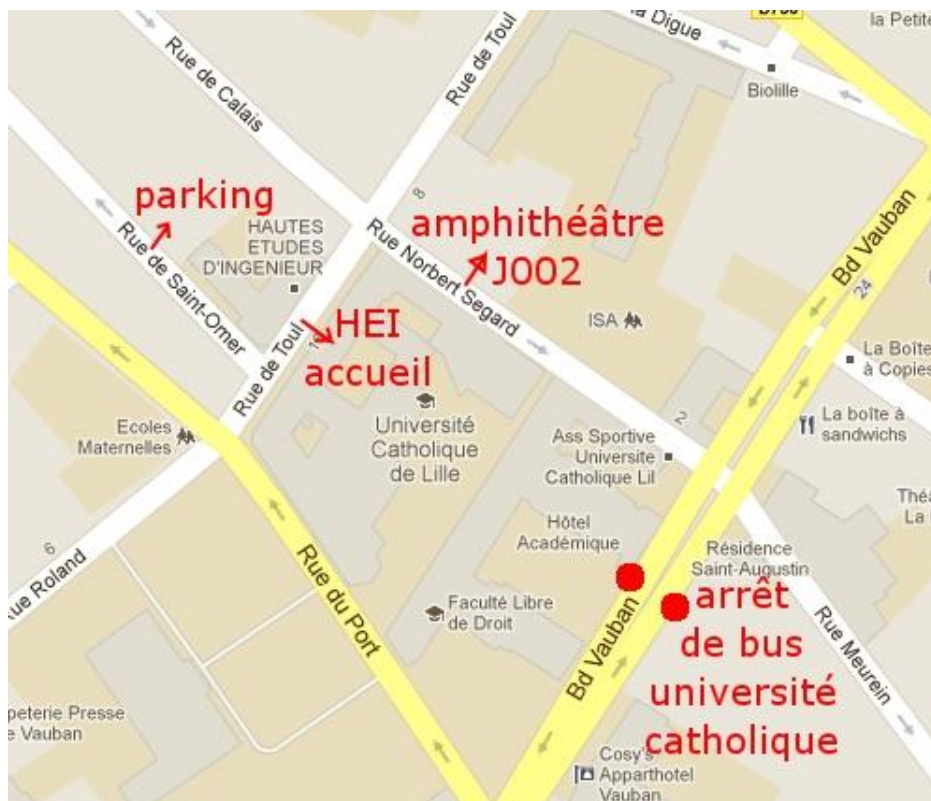 la Digue
la Petite
Rue de Calais
Rue de Toul
Biolille
parking
HAUTES
ETUDES
D'INGENIEUR
8
amphithéâtre
J002
Rue Norbert Segard
Bd Vauban
24
Rue de Saint-Omer
HEI
accueil
ISA
La Boîte
à Copies
Rue de Toul
Ecoles
Maternelles
Université
Catholique
de Lille
2
Ass Sportive
Universite
Catholique Lil
La boîte à
sandwichs
Hôtel
Académique
Thé
La
6
Rue Roland
Rue du Port
Faculté Libre
de Droit
Bd Vauban
Résidence
Saint-Augustin
arrêt
de bus
université
catholique
Rue Meurein
peterie Presse
Vauban
Cosy's
Apparthotel
Vauban